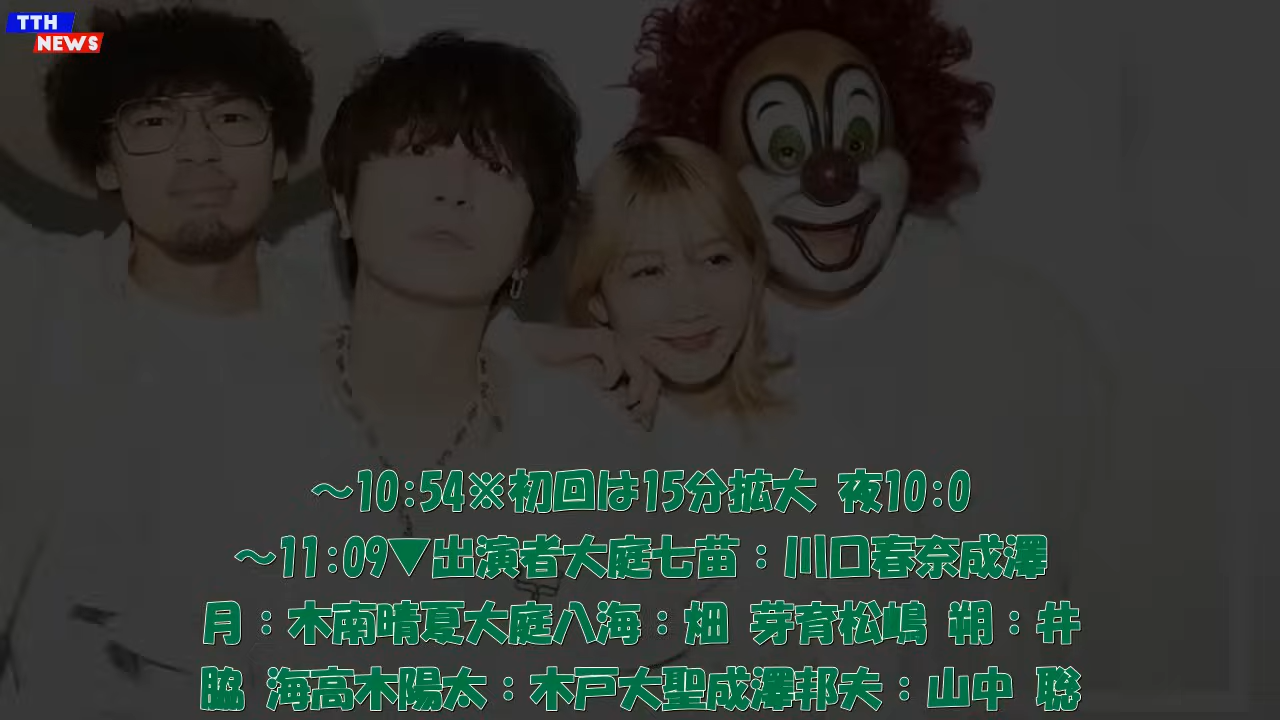 TTH
NEWS
～10:54※初回は15分拡大 夜10:0
～11:09▼出演者大庭七苗：川口春奈成澤
月：木南晴夏大庭八海：畑 芽育松嶋 朔：井
脇 海高木陽太：木戸大聖成澤邦夫：山中 聡